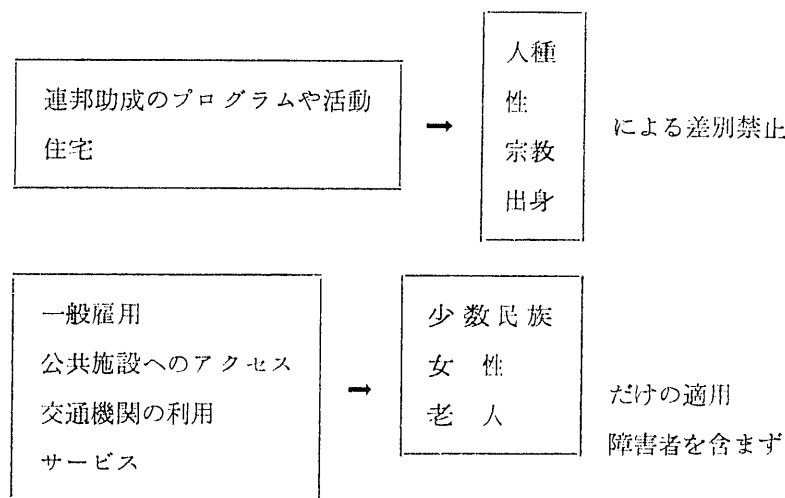 連邦助成のプログラムや活動
住宅
→
人種
性
宗教
出身
による差別禁止
一般雇用
公共施設へのアクセス
交通機関の利用
サービス
→
少数民族
女 性
老 人
だけの適用
障害者を含まず